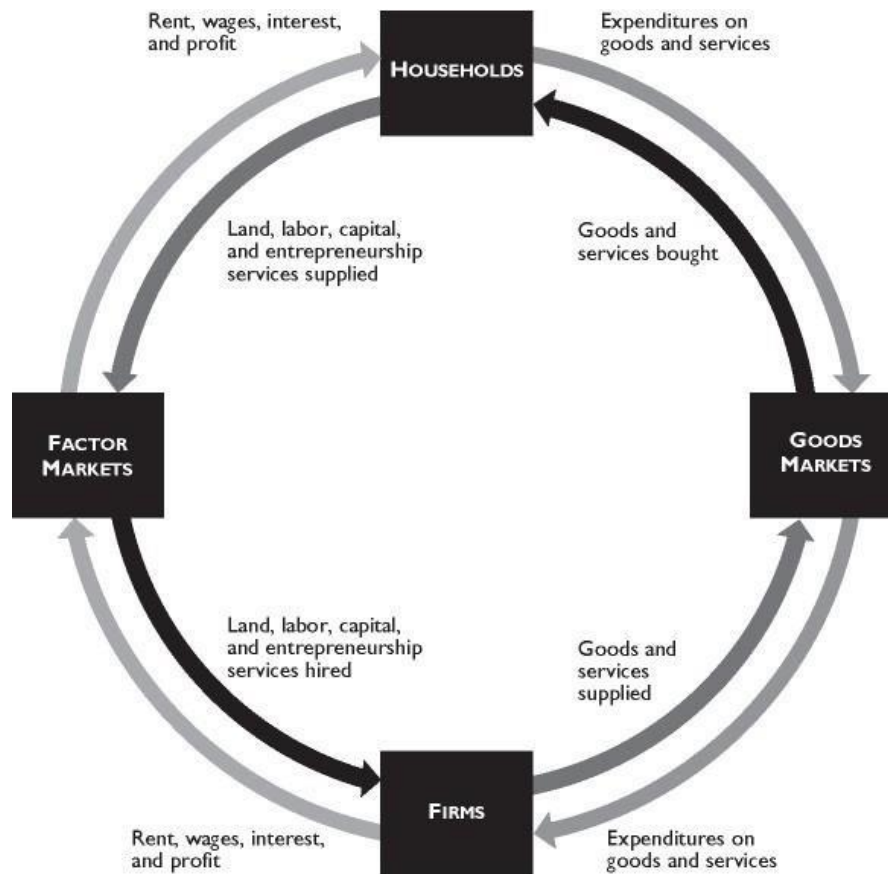 Rent, wages, interest,
and profit
Expenditures on
goods and services
HOUSEHOLDS
Land, labor, capital,
and entrepreneurship
services supplied
Goods and
services bought
FACTOR
MARKETS
GOODS
MARKETS
Land, labor, capital,
and entrepreneurship
services hired
Goods and
services
supplied
FIRMS
Rent, wages, interest,
and profit
Expenditures on
goods and services